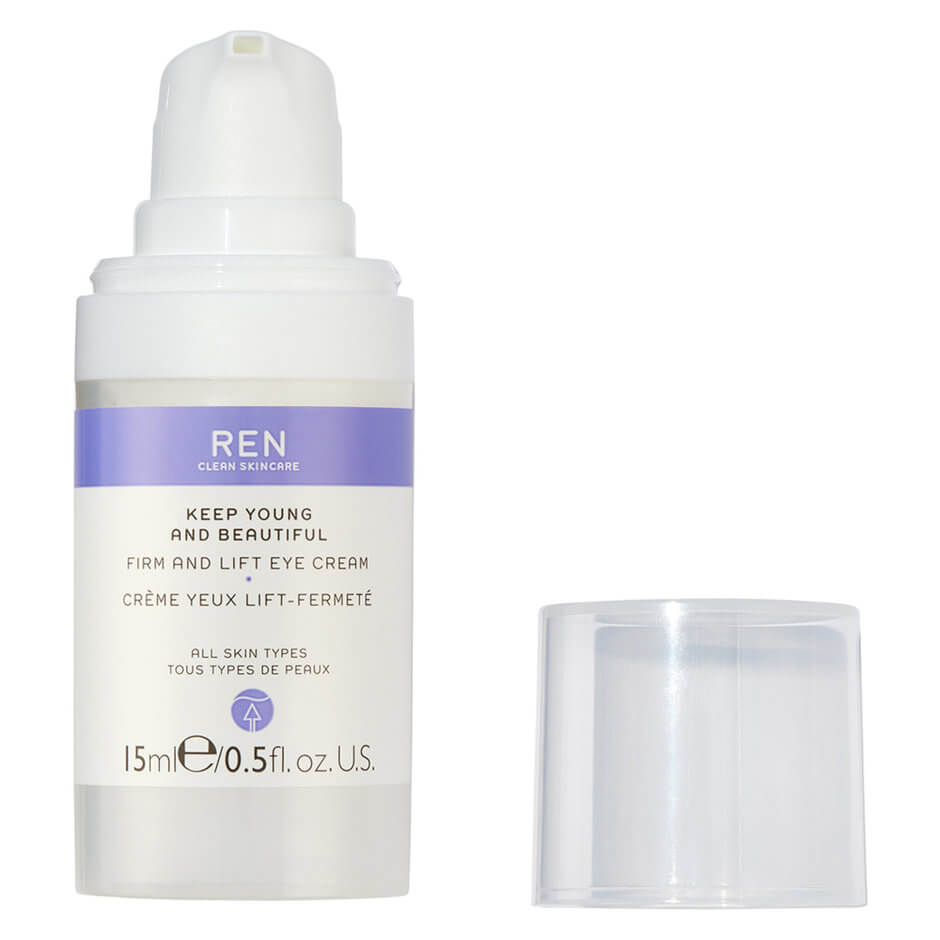 REN
CLEAN SKINCARE
KEEP YOUNG
AND BEAUTIFUL
FIRM AND LIFT EYE CREAM
•
CRÈME YEUX LIFT-FERMETÉ
ALL SKIN TYPES
TOUS TYPES DE PEAUX
15ml℮/0.5fl. oz. U.S.